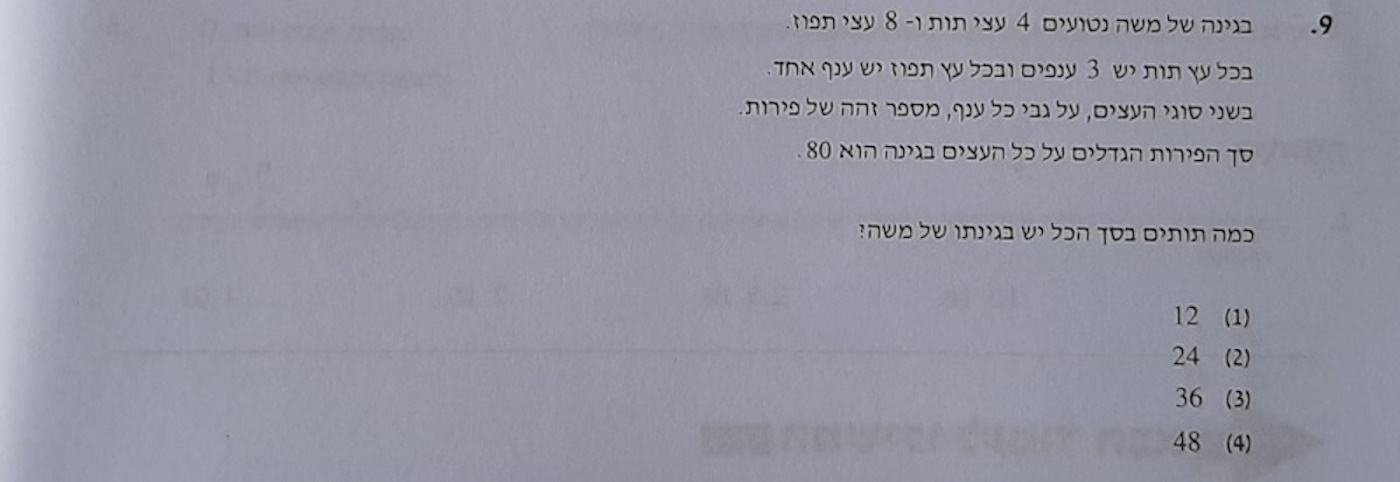 9. בגינה של משה נטועים 4 עצי תות ו- 8 עצי תפוז.
בכל עץ תות יש 3 ענפים ובכל עץ תפוז יש ענף אחד.
בשני סוגי העצים, על גבי כל ענף, מספר זהה של פירות.
סך הפירות הגדלים על כל העצים בגינה הוא 80.
כמה תותים בסך הכל יש בגינתו של משה?
(1) 12
(2) 24
(3) 36
(4) 48